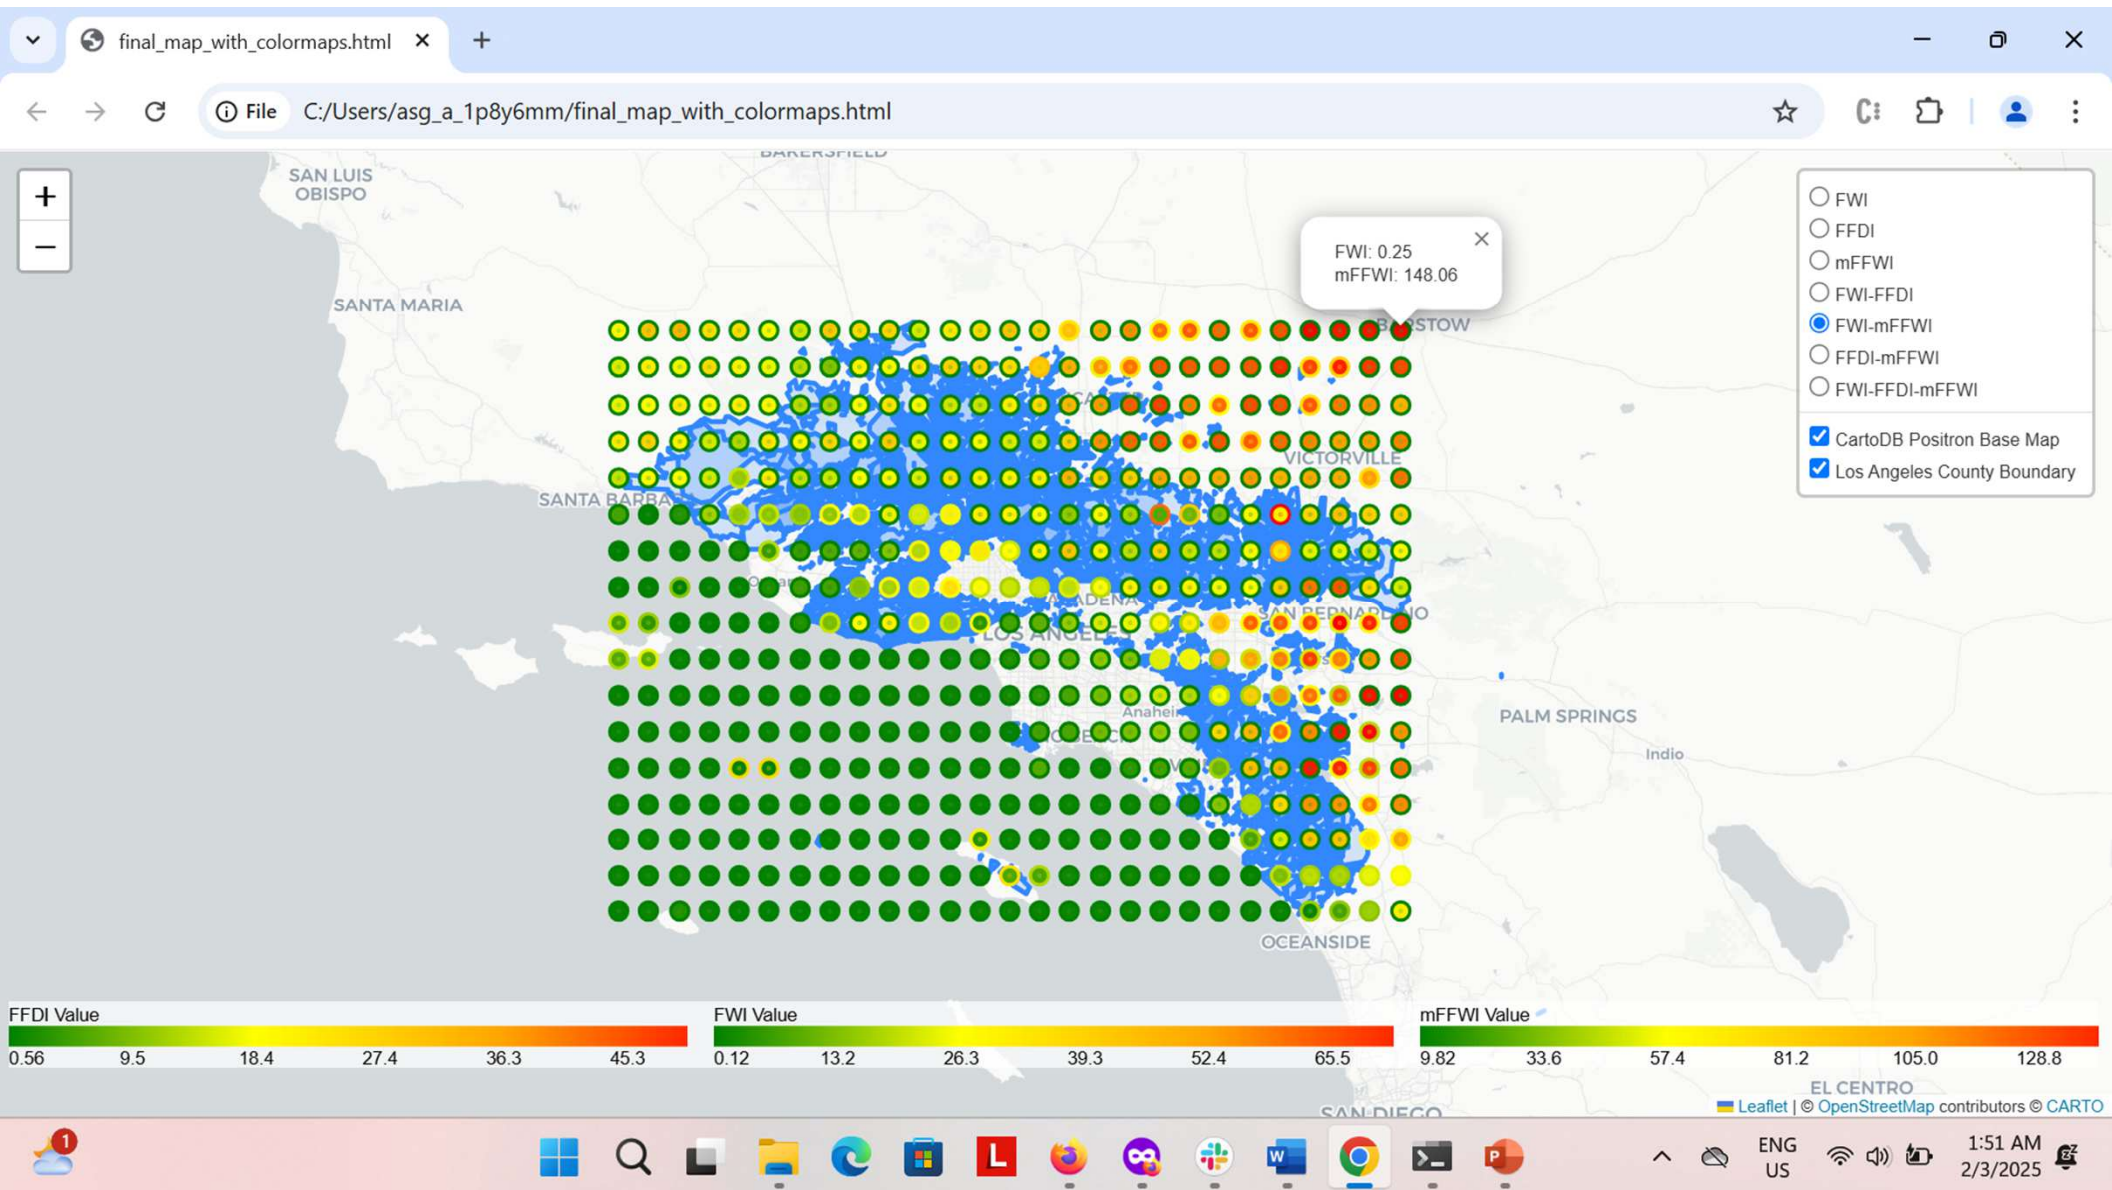 final_map_with_colormaps.html
File
C:/Users/asg_a_1p8y6mm/final_map_with_colormaps.html
BAKERSFIELD
SAN LUIS
OBISPO
+
−
FWI
FFDI
mFFWI
FWI-FFDI
FWI-mFFWI
FFDI-mFFWI
FWI-FFDI-mFFWI
CartoDB Positron Base Map
Los Angeles County Boundary
FWI: 0.25
mFFWI: 148.06
SANTA MARIA
BARSTOW
VICTORVILLE
SANTA BARBA
SAN BERNARDINO
LOS ANGELES
Anaheim
PALM SPRINGS
Indio
OCEANSIDE
FFDI Value
0.56 9.5 18.4 27.4 36.3 45.3
FWI Value
0.12 13.2 26.3 39.3 52.4 65.5
mFFWI Value
9.82 33.6 57.4 81.2 105.0 128.8
EL CENTRO
SAN DIEGO
Leaflet | © OpenStreetMap contributors © CARTO
1
L
W
P
ENG
US
1:51 AM
2/3/2025